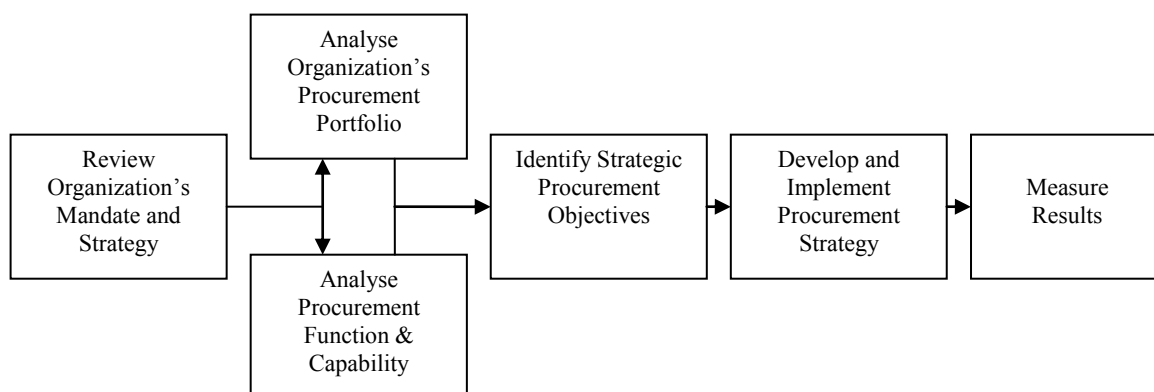 Review
Organization's
Mandate and
Strategy
Analyse
Organization's
Procurement
Portfolio
Analyse
Procurement
Function &
Capability
Identify Strategic
Procurement
Objectives
Develop and
Implement
Procurement
Strategy
Measure
Results